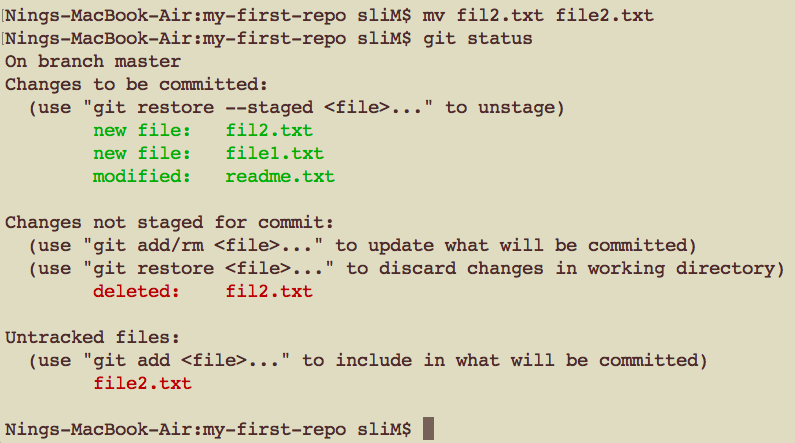 [Nings-MacBook-Air:my-first-repo sliM$ mv fil2.txt file2.txt
[Nings-MacBook-Air:my-first-repo sliM$ git status
On branch master
Changes to be committed:
  (use "git restore --staged <file>..." to unstage)
        new file:   fil2.txt
        new file:   file1.txt
        modified:   readme.txt

Changes not staged for commit:
  (use "git add/rm <file>..." to update what will be committed)
  (use "git restore <file>..." to discard changes in working directory)
        deleted:    fil2.txt

Untracked files:
  (use "git add <file>..." to include in what will be committed)
        file2.txt

Nings-MacBook-Air:my-first-repo sliM$